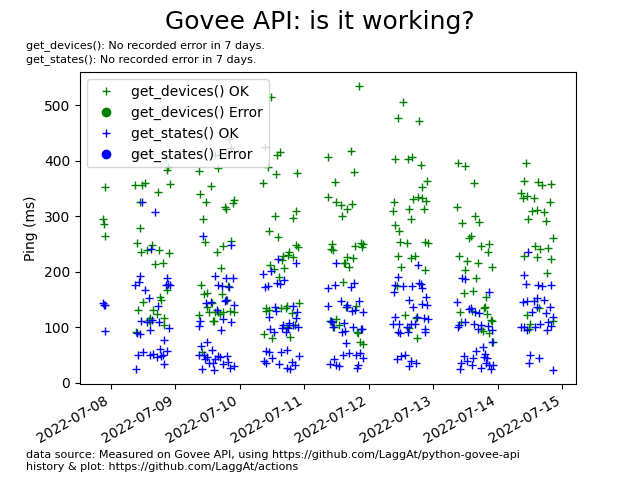 Govee API: is it working?
get_devices(): No recorded error in 7 days.
get_states(): No recorded error in 7 days.
get_devices() OK
get_devices() Error
get_states() OK
get_states() Error
Ping (ms)
500
400
300
200
100
0
2022-07-08
2022-07-09
2022-07-10
2022-07-11
2022-07-12
2022-07-13
2022-07-14
2022-07-15
data source: Measured on Govee API, using https://github.com/LaggAt/python-govee-api
history & plot: https://github.com/LaggAt/actions